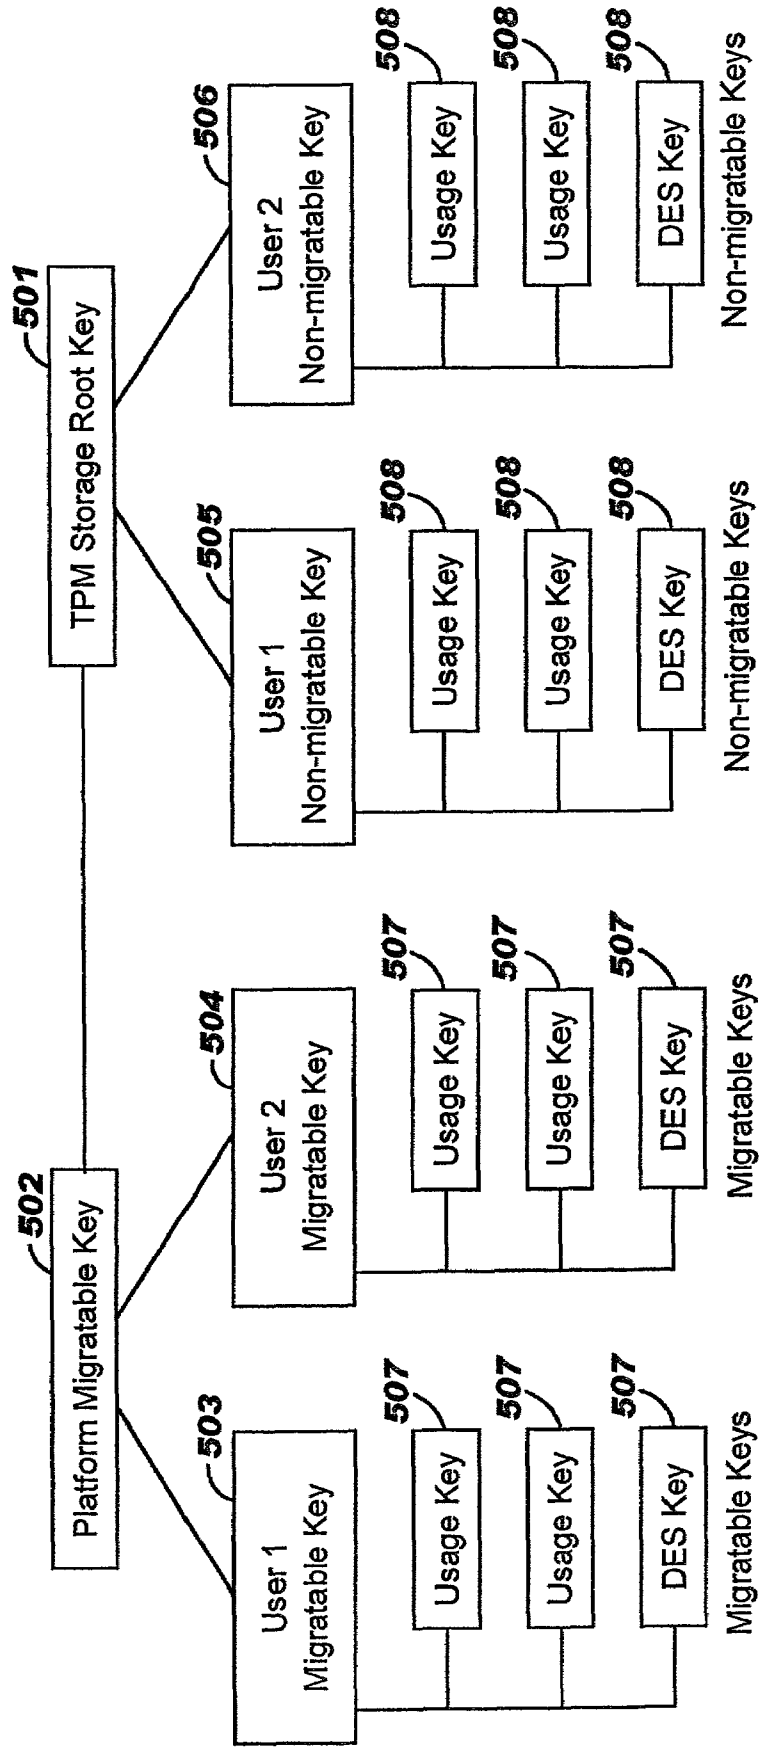 502
Platform Migratable Key
501
TPM Storage Root Key
503
User 1
Migratable Key
504
User 2
Migratable Key
505
User 1
Non-migratable Key
506
User 2
Non-migratable Key
507
Usage Key
507
Usage Key
508
Usage Key
508
Usage Key
507
Usage Key
507
Usage Key
508
Usage Key
508
Usage Key
507
DES Key
507
DES Key
508
DES Key
508
DES Key
Migratable Keys
Migratable Keys
Non-migratable Keys
Non-migratable Keys